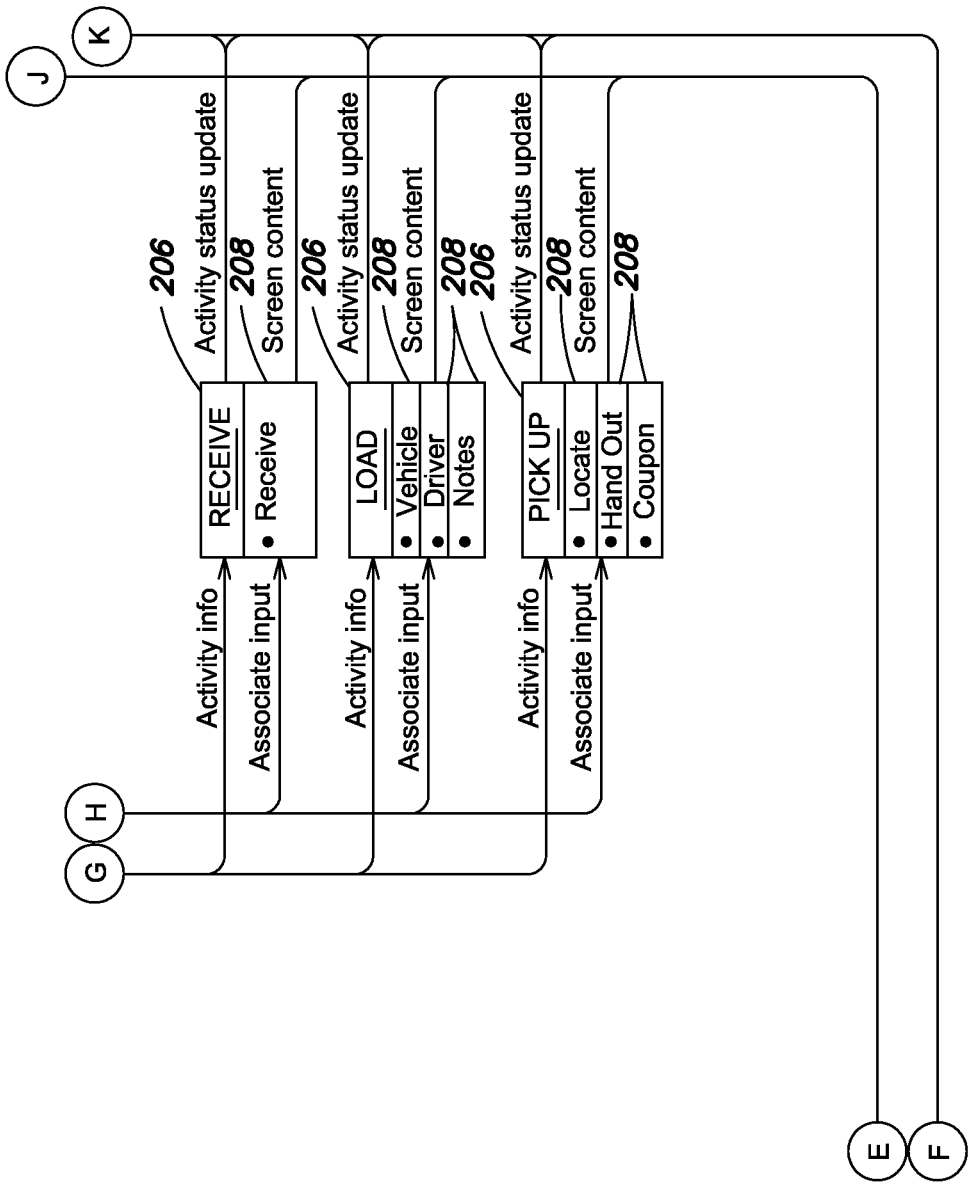 J
K
G
H
206
RECEIVE
Activity info
Activity status update
208
• Receive
Associate input
Screen content
206
LOAD
Activity info
Activity status update
208
• Vehicle
• Driver
Associate input
Screen content
208
• Notes
206
PICK UP
Activity info
Activity status update
208
• Locate
• Hand Out
Associate input
Screen content
208
• Coupon
E
F